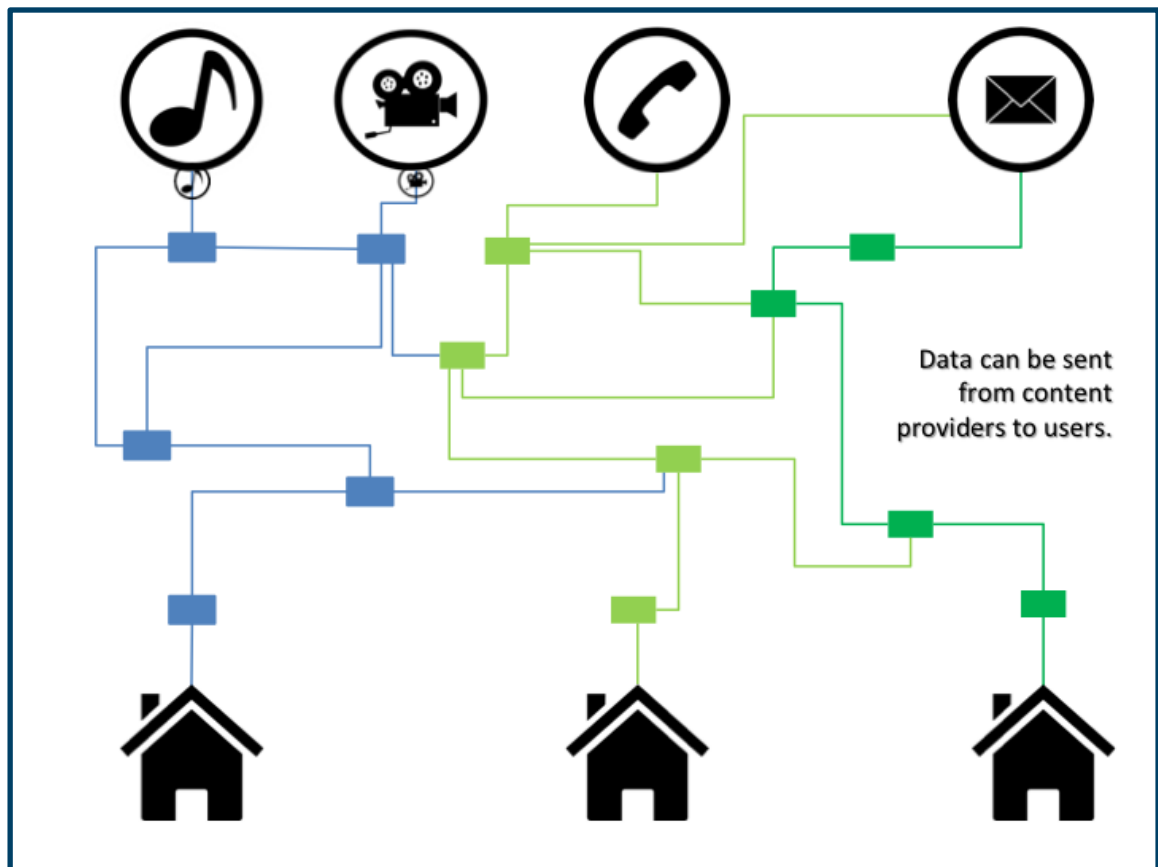 Data can be sent
from content
providers to users.